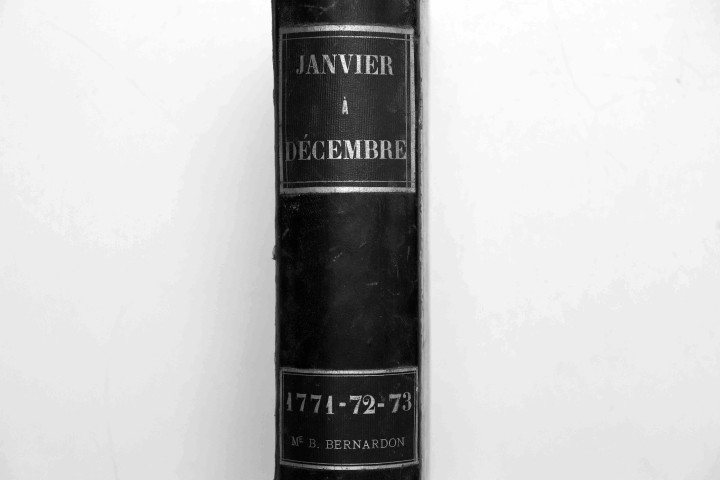 JANVIER
À
DÉCEMBRE
1771-72-73
ME B. BERNARDON